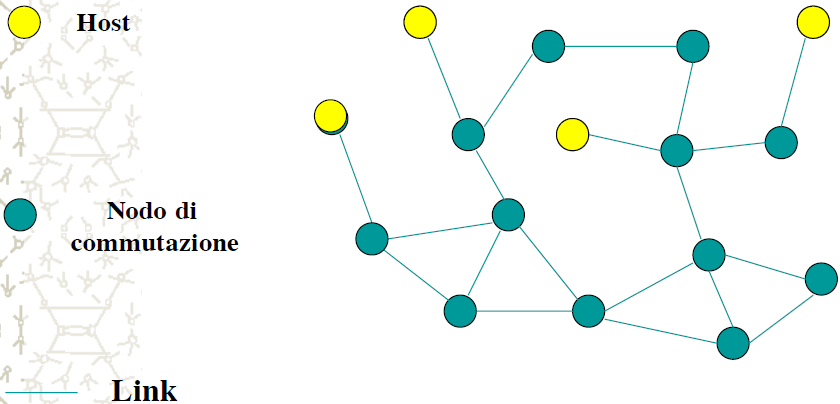 Host
Nodo di
commutazione
Link